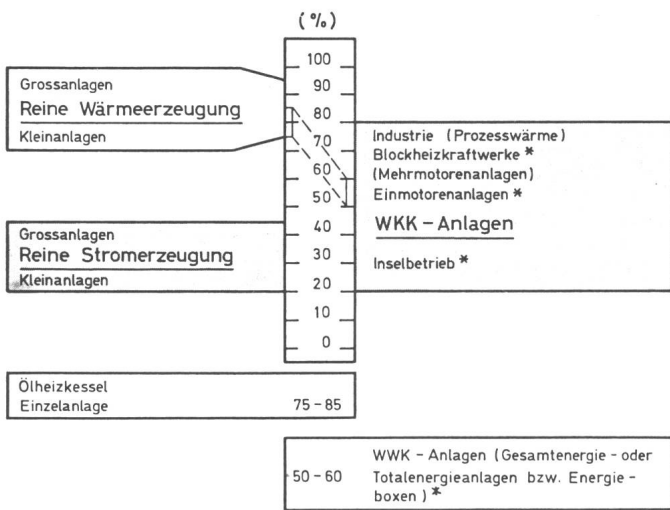 (%)
100
90
80
70
60
50
40
30
20
10
0
Grossanlagen
Reine Wärmeerzeugung
Kleinanlagen
Grossanlagen
Reine Stromerzeugung
Kleinanlagen
Industrie (Prozesswärme)
Blockheizkraftwerke *
(Mehrmotorenanlagen)
Einmotorenanlagen *
WKK - Anlagen
Inselbetrieb *
Ölheizkessel
Einzelanlage 75 - 85
50 - 60
WWK - Anlagen (Gesamtenergie - oder
Totalenergieanlagen bzw. Energie -
boxen) *